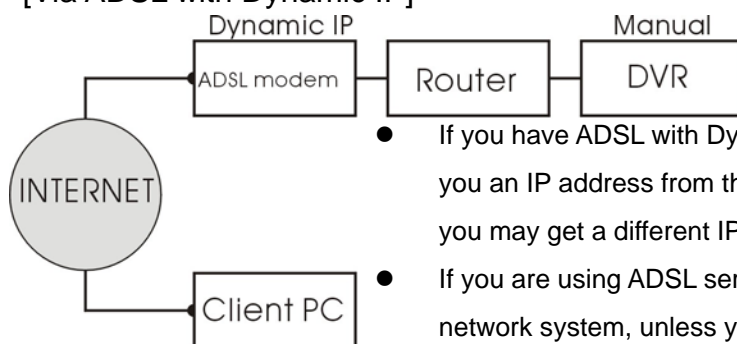 [Via ADSL with Dynamic IP]
Dynamic IP
Manual
ADSL modem
Router
DVR
INTERNET
Client PC
● If you have ADSL with Dy
you an IP address from th
you may get a different IP
● If you are using ADSL ser
network system, unless y